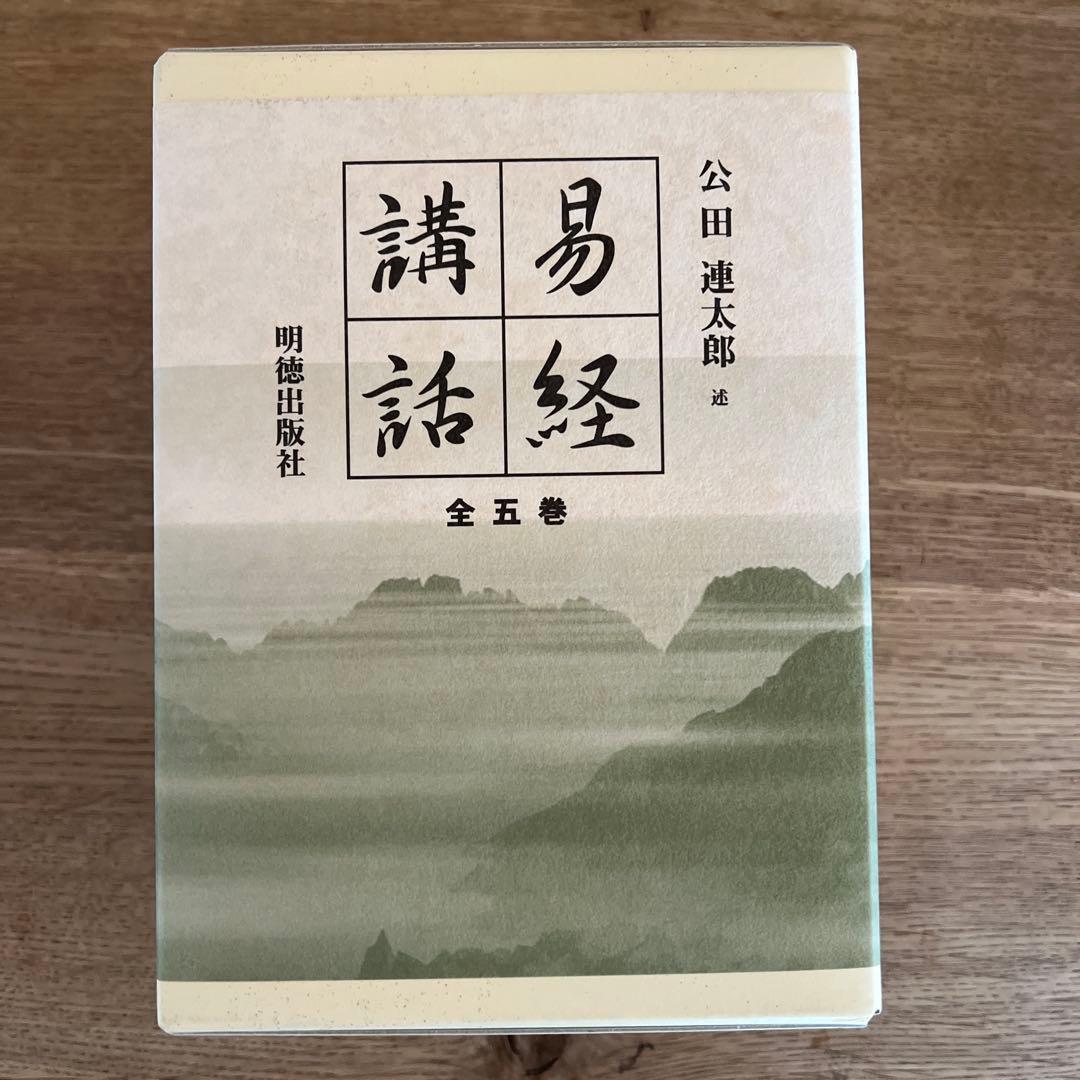 公田連太郎 述
易経
講話
全五巻
明徳出版社